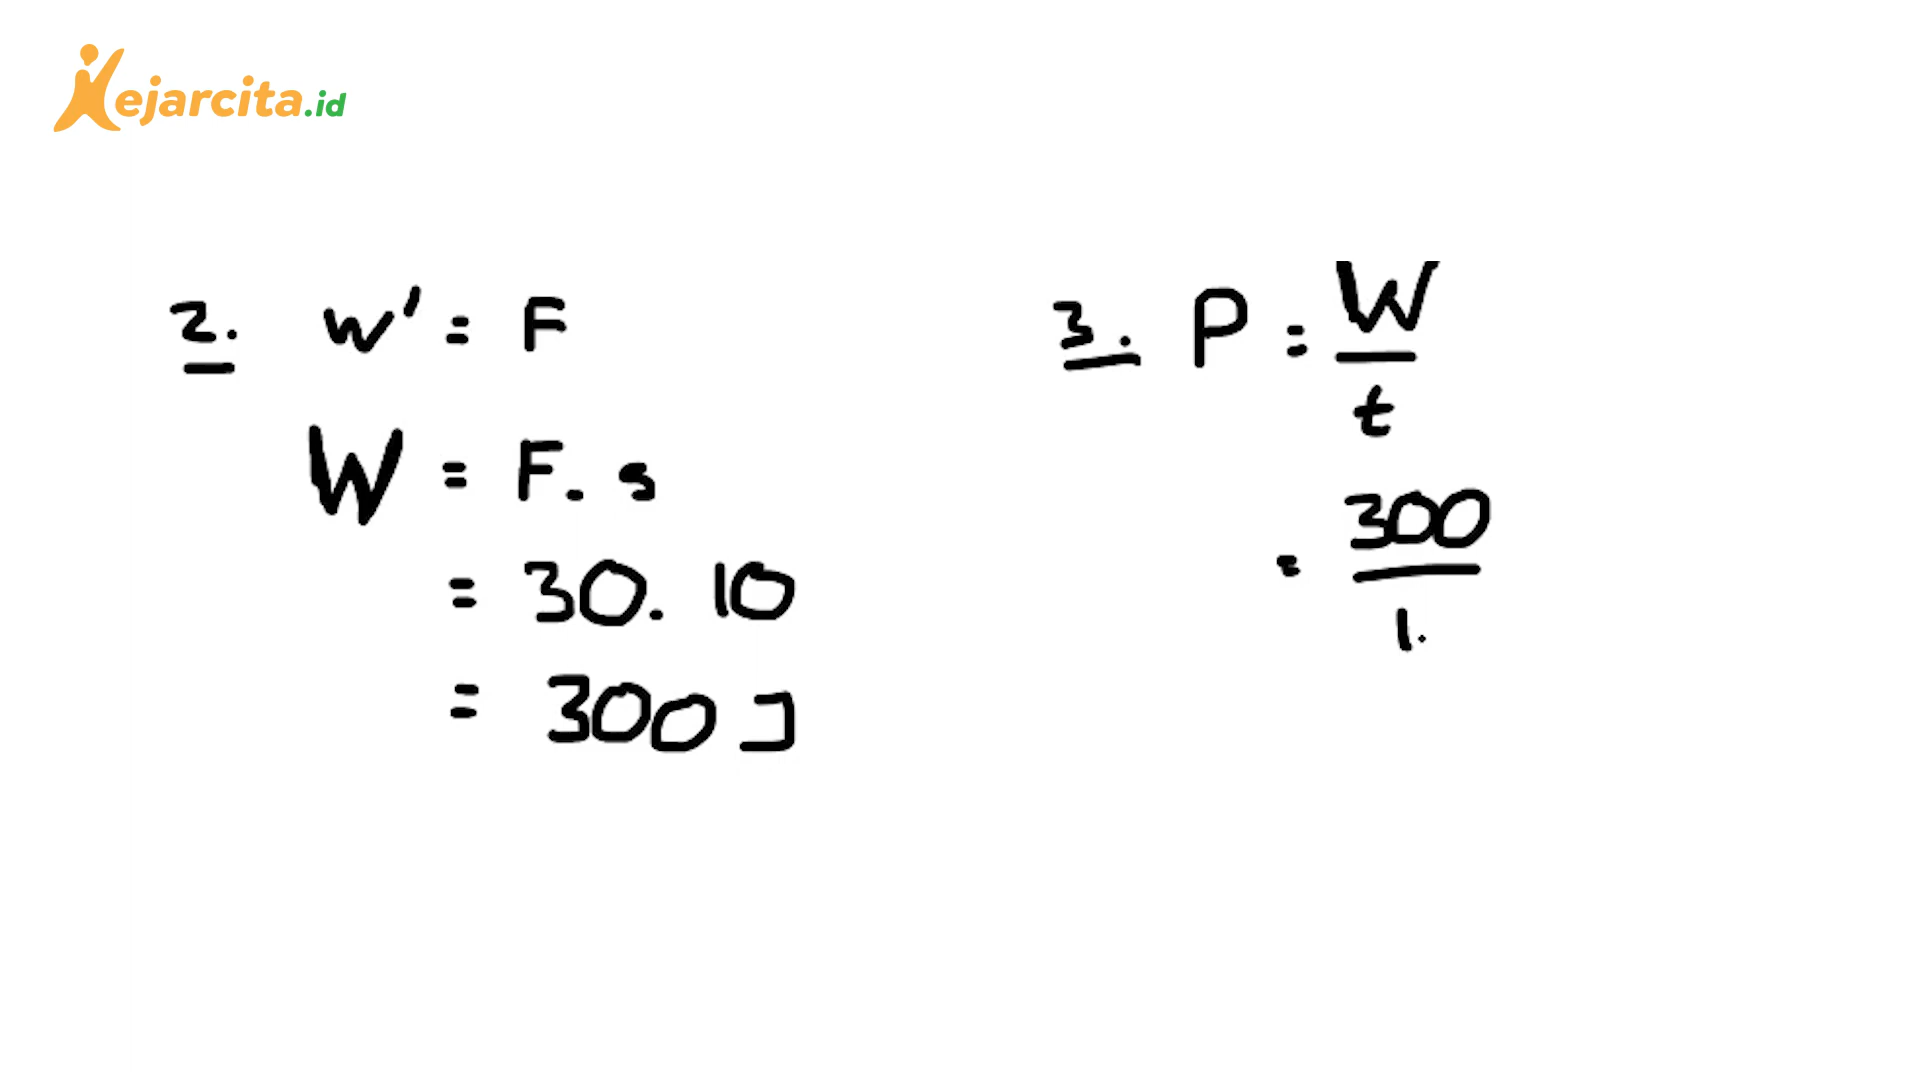 Kejarcita.id
2. w' = F
W = F. s
= 30. 10
= 300 J
3. P = W
t
= 300
1.